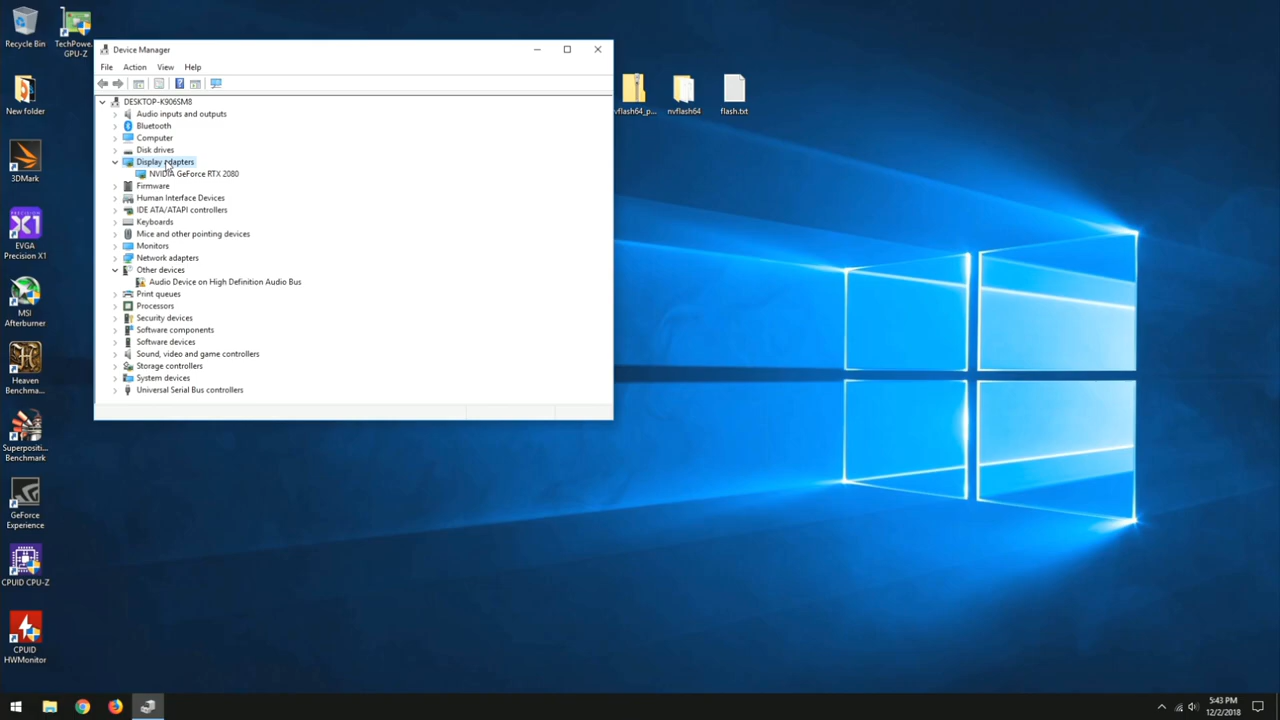 Recycle Bin
TechPowe...
GPU-Z
New folder
3DMark
EVGA
Precision X1
MSI
Afterburner
Heaven
Benchma...
Superpositi...
Benchmark
GeForce
Experience
CPUID CPU-Z
CPUID
HWMonitor
Device Manager
File Action View Help
DESKTOP-K906SM8
Audio inputs and outputs
Bluetooth
Computer
Disk drives
Display adapters
NVIDIA GeForce RTX 2080
Firmware
Human Interface Devices
IDE ATA/ATAPI controllers
Keyboards
Mice and other pointing devices
Monitors
Network adapters
Other devices
Audio Device on High Definition Audio Bus
Print queues
Processors
Security devices
Software components
Software devices
Sound, video and game controllers
Storage controllers
System devices
Universal Serial Bus controllers
vflash64_p...
nvflash64
flash.txt
5:43 PM
12/2/2018